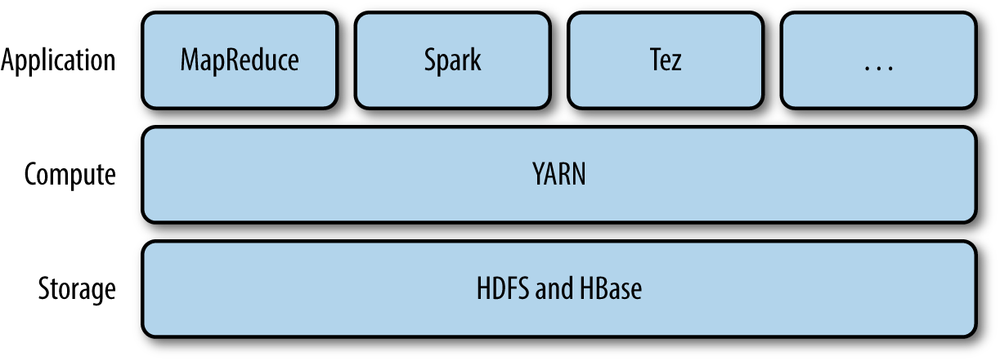 Application MapReduce Spark Tez ...
Compute YARN
Storage HDFS and HBase